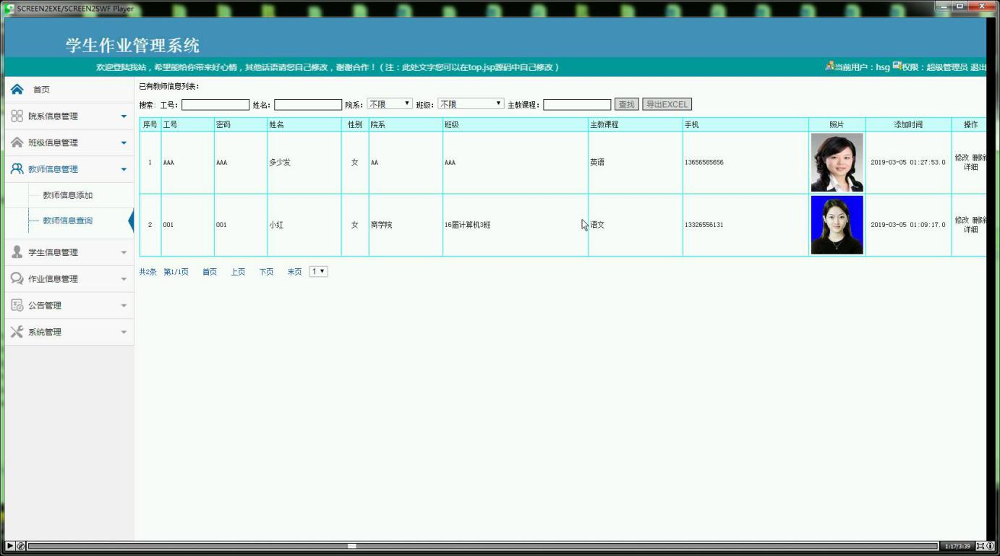 SCREEN2EXE/SCREEN2SWF Player
学生作业管理系统
欢迎登陆我站，希望能给你带来好心情，其他话语请您自己修改，谢谢合作！（注：此处文字您可以在top.jsp源码中自己修改）
当前用户：hsg 权限：超级管理员 退出
首页
院系信息管理
班级信息管理
教师信息管理
教师信息添加
教师信息查询
学生信息管理
作业信息管理
公告管理
系统管理
已有教师信息列表：
搜索: 工号: 姓名: 院系: 不限 班级: 不限 主教课程: 查找 导出EXCEL
序号 工号 密码 姓名 性别 院系 班级 主教课程 手机 照片 添加时间 操作
1 AAA AAA 多少发 女 AA AAA 英语 13656565656 2019-03-05 01:27:53.0 修改 删除 详细
2 001 001 小红 女 商学院 16届计算机3班 语文 13326556131 2019-03-05 01:09:17.0 修改 删除 详细
共2条 第1/1页 首页 上页 下页 末页 1
1:17/3:39